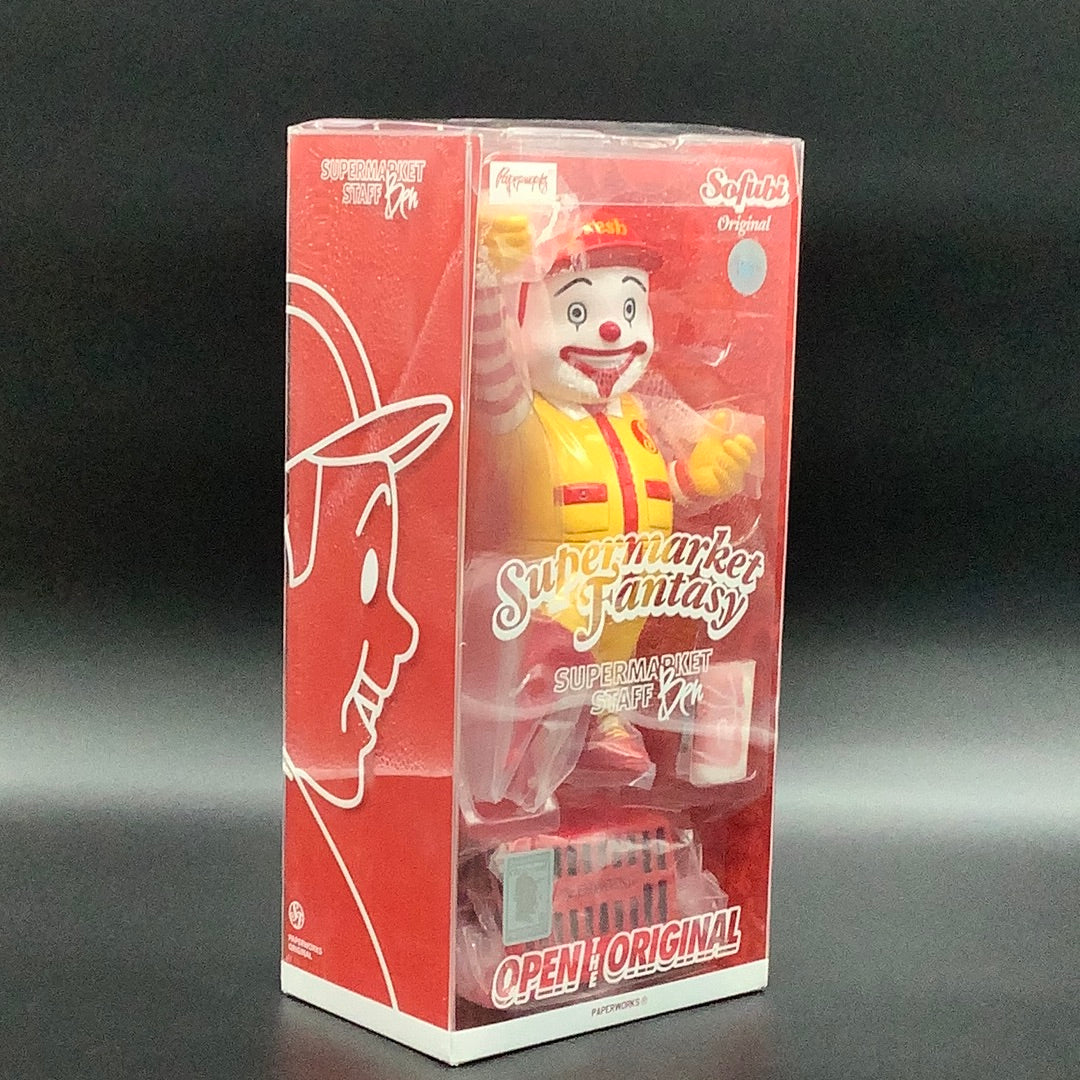 SUPERMARKET
STAFF Ben
Paperworks
Sofubi
Original
Fresh
Supermarket
Fantasy
SUPERMARKET
STAFF Ben
OPEN THE ORIGINAL
PAPERWORKS
ORIGINAL
PAPERWORKS ®